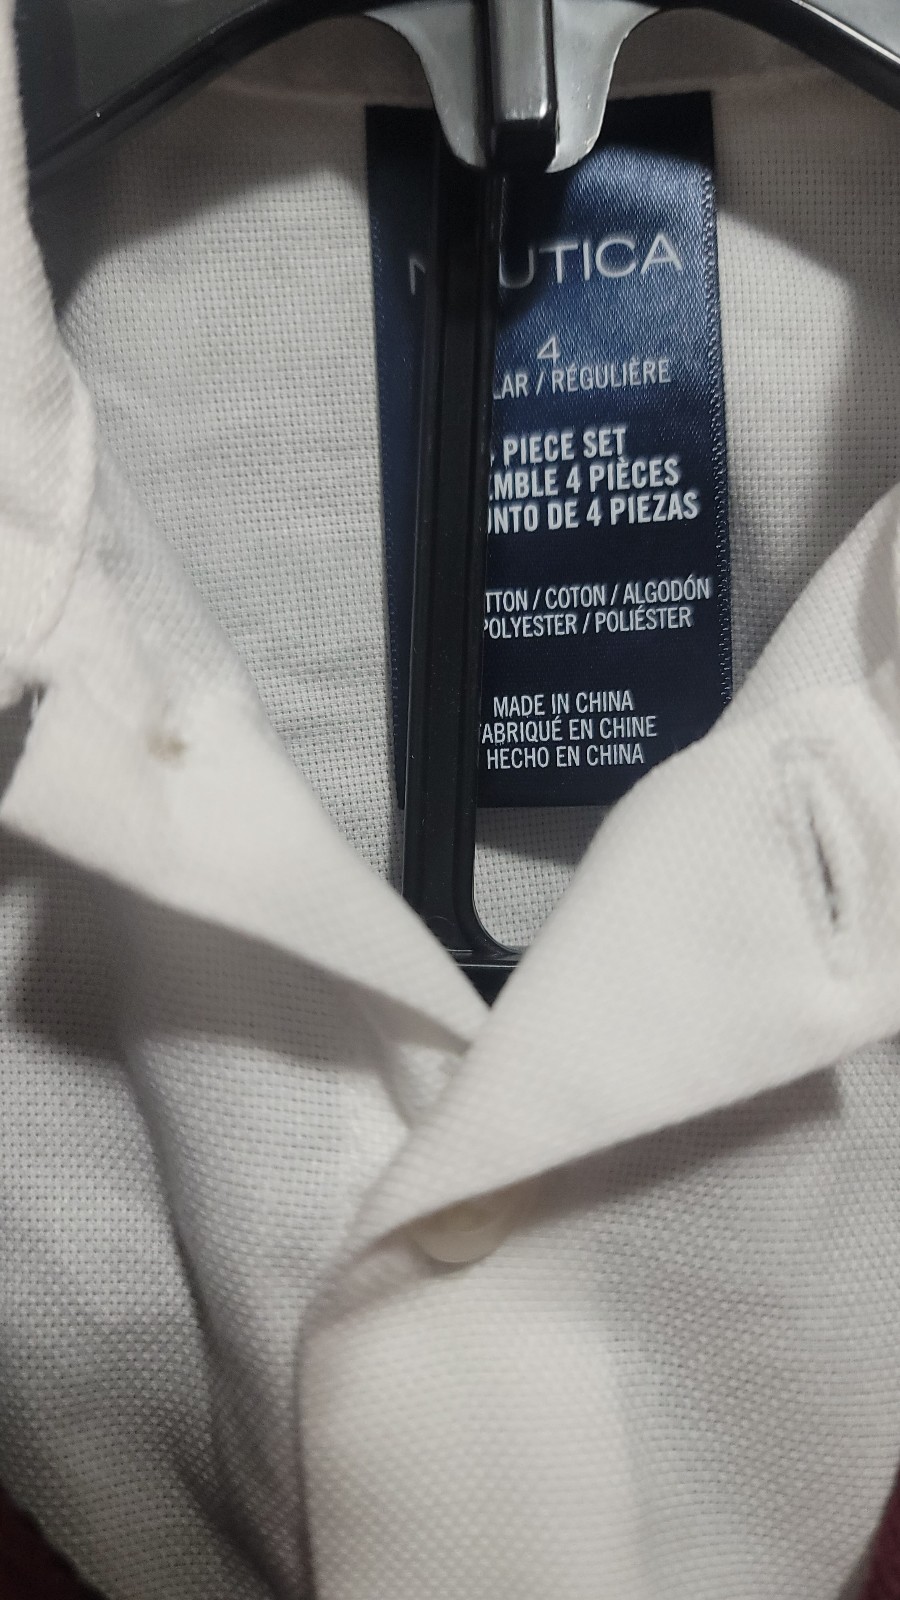 NAUTICA
4
LAR / RÉGULIÈRE
PIECE SET
EMBLE 4 PIÈCES
UNTO DE 4 PIEZAS
TTON / COTON / ALGODÓN
POLYESTER / POLIÉSTER
MADE IN CHINA
FABRIQUÉ EN CHINE
HECHO EN CHINA